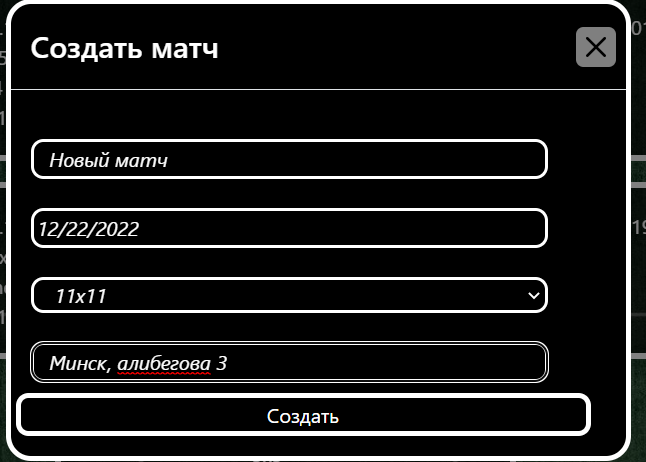 Создать матч
Новый матч
12/22/2022
11x11
Минск, алибегова 3
Создать